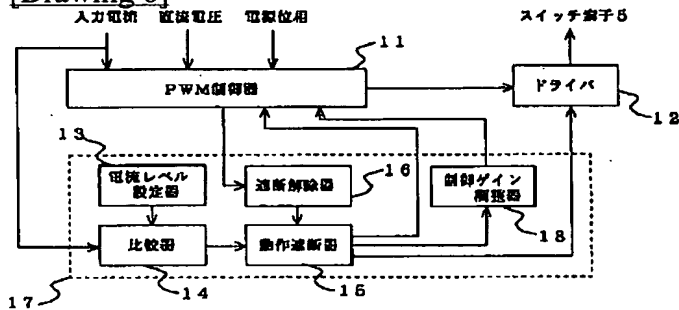 [Drawing 6]
入力電流 直流電圧 電源位相 スイッチ素子5
11
PWM制御器
ドライバ
12
13
電流レベル
設定器
遮断解除器
16
制御ゲイン
調整器
18
比較器
動作遮断器
14
15
17